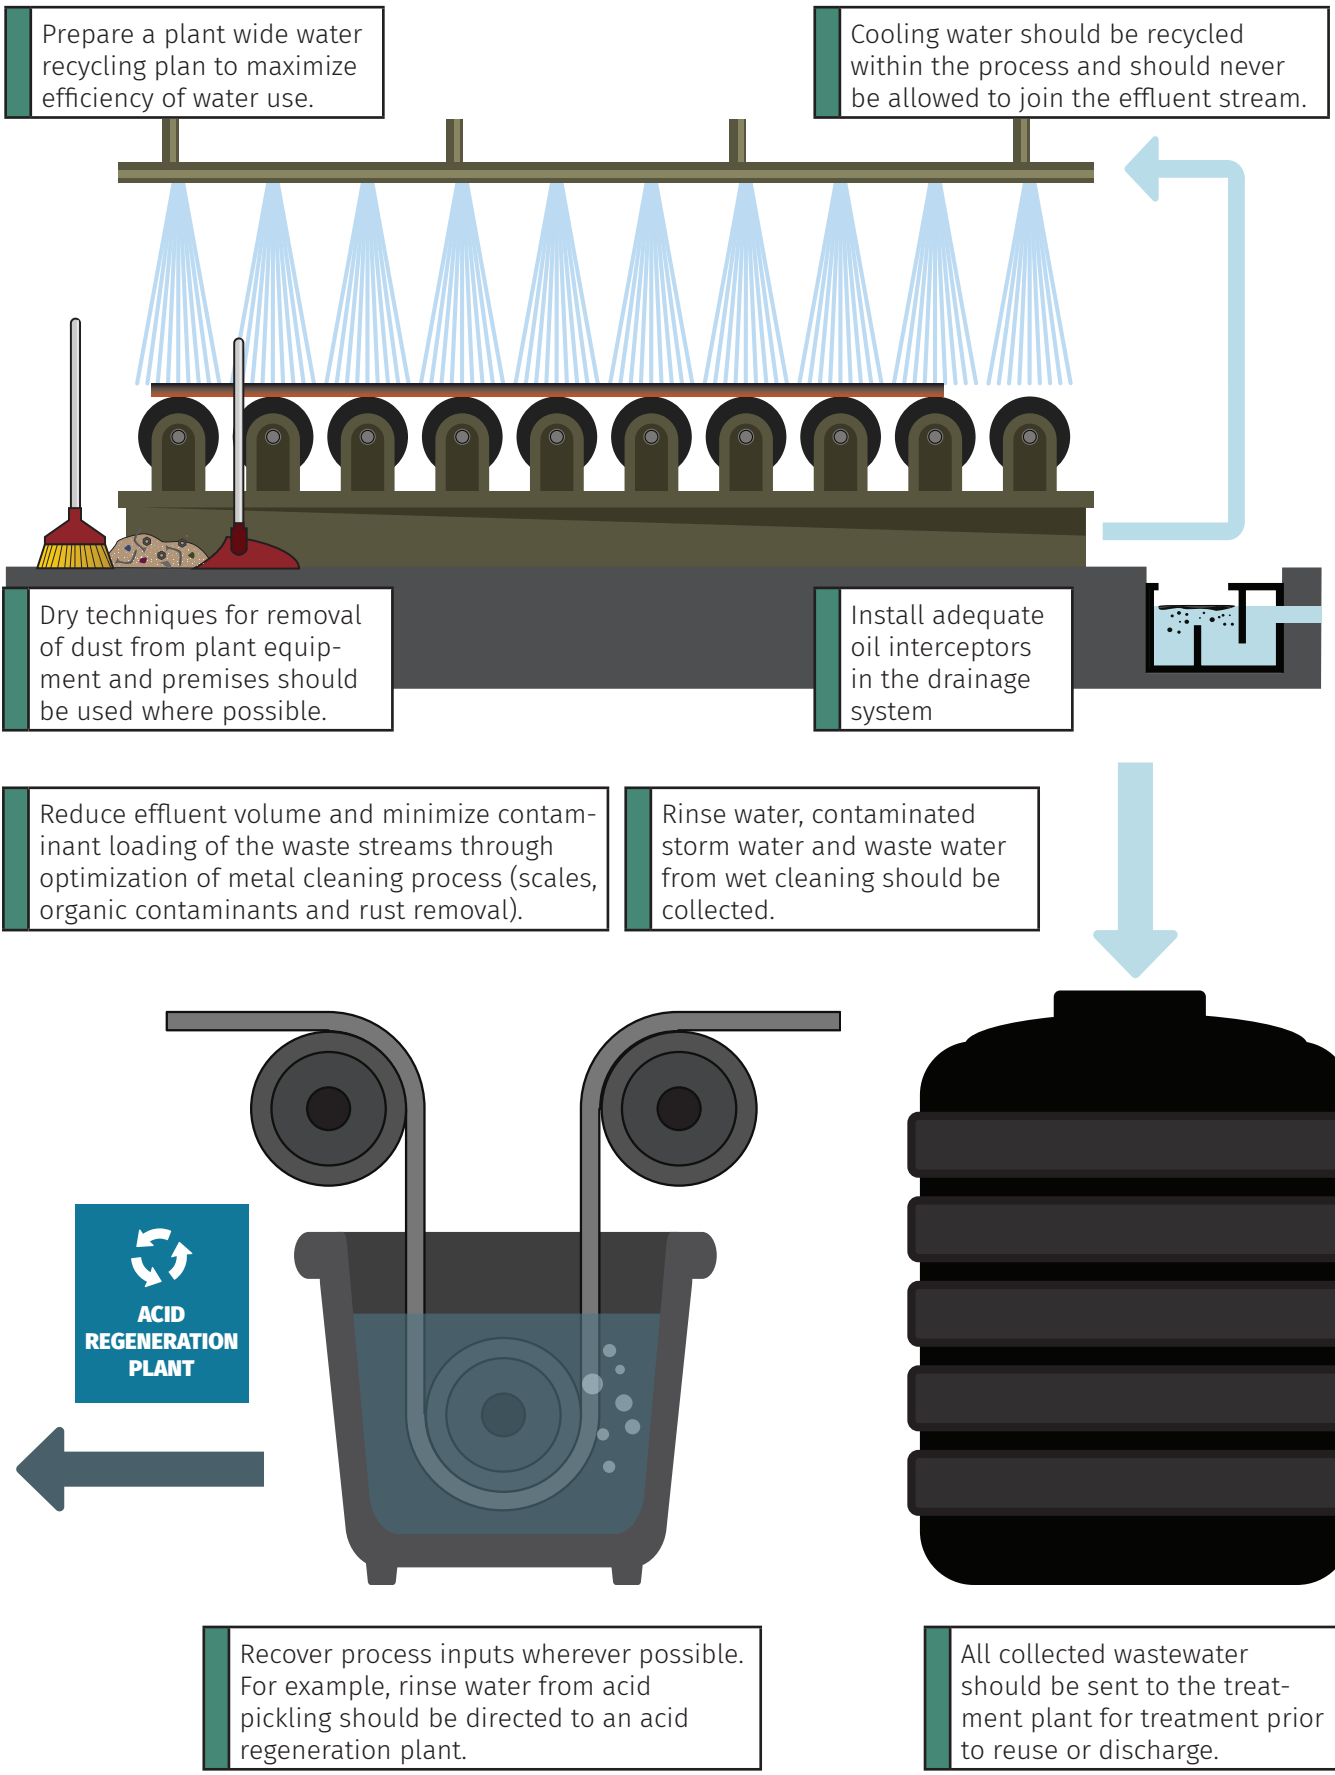 Prepare a plant wide water
recycling plan to maximize
efficiency of water use.
Cooling water should be recycled
within the process and should never
be allowed to join the effluent stream.
Dry techniques for removal
of dust from plant equip-
ment and premises should
be used where possible.
Install adequate
oil interceptors
in the drainage
system
Reduce effluent volume and minimize contam-
inant loading of the waste streams through
optimization of metal cleaning process (scales,
organic contaminants and rust removal).
Rinse water, contaminated
storm water and waste water
from wet cleaning should be
collected.
ACID
REGENERATION
PLANT
Recover process inputs wherever possible.
For example, rinse water from acid
pickling should be directed to an acid
regeneration plant.
All collected wastewater
should be sent to the treat-
ment plant for treatment prior
to reuse or discharge.